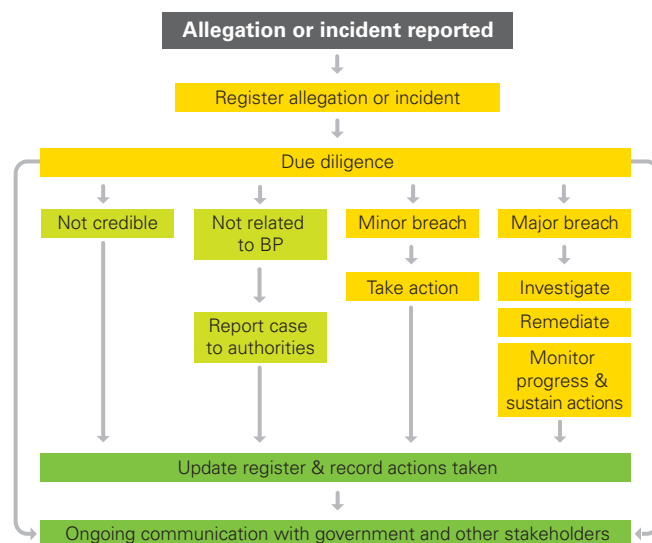 Allegation or incident reported
Register allegation or incident
Due diligence
Not credible
Not related
to BP
Minor breach
Major breach
Take action
Investigate
Report case
to authorities
Remediate
Monitor
progress &
sustain actions
Update register & record actions taken
Ongoing communication with government and other stakeholders